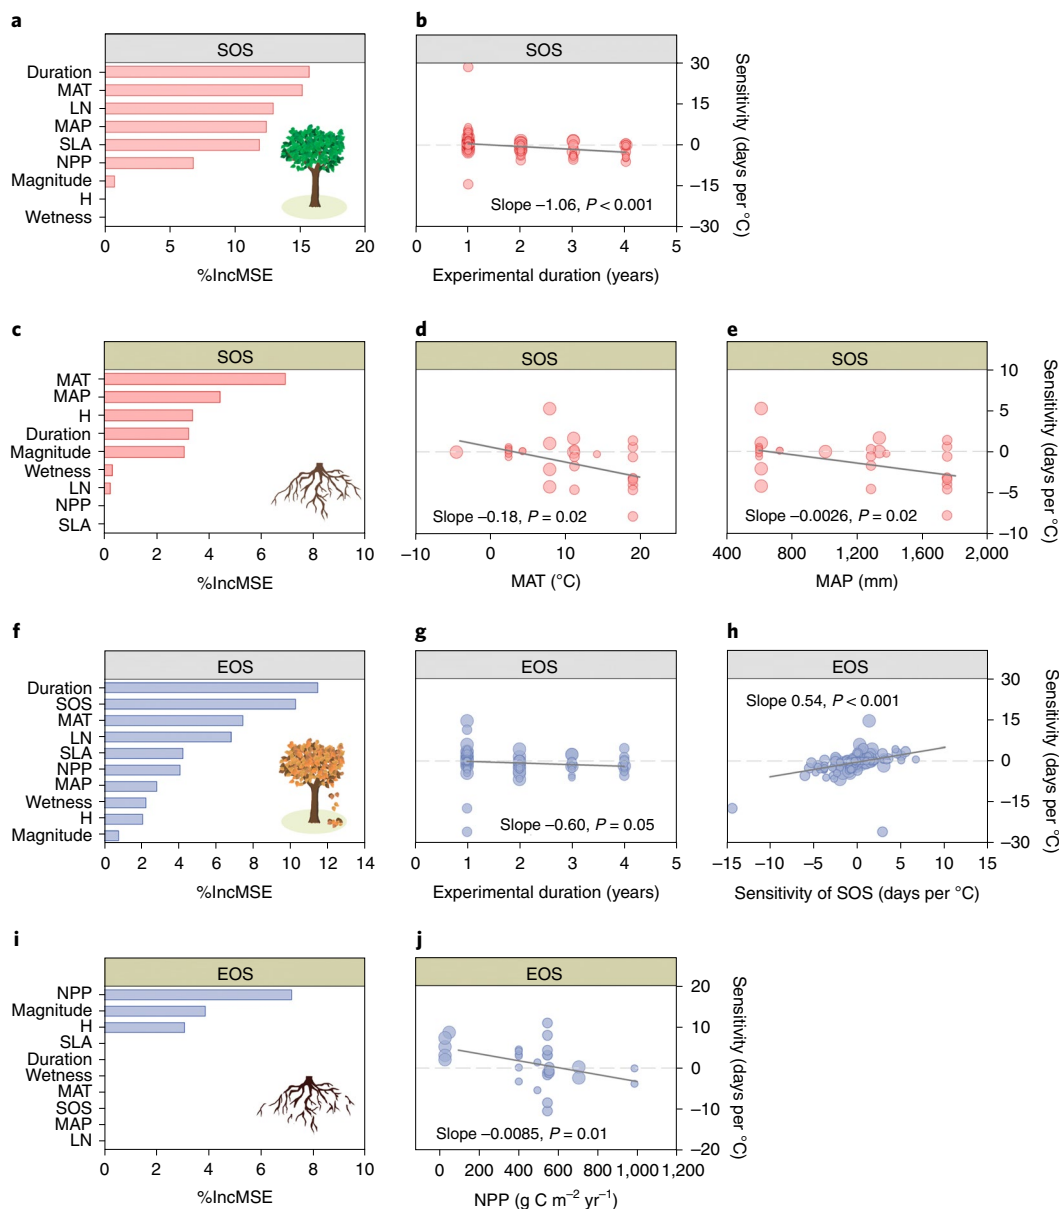 a
SOS
Duration
MAT
LN
MAP
SLA
NPP
Magnitude
H
Wetness
0 5 10 15 20
%IncMSE
b
SOS
30
15
0
−15
−30
Sensitivity (days per °C)
Slope −1.06, P < 0.001
0 1 2 3 4 5
Experimental duration (years)
c
SOS
MAT
MAP
H
Duration
Magnitude
Wetness
LN
NPP
SLA
0 2 4 6 8 10
%IncMSE
d
SOS
Slope −0.18, P = 0.02
−10 0 10 20
MAT (°C)
e
SOS
10
5
0
−5
−10
Sensitivity (days per °C)
Slope −0.0026, P = 0.02
400 800 1,200 1,600 2,000
MAP (mm)
f
EOS
Duration
SOS
MAT
LN
SLA
NPP
MAP
Wetness
H
Magnitude
0 2 4 6 8 10 12 14
%IncMSE
g
EOS
Slope −0.60, P = 0.05
0 1 2 3 4 5
Experimental duration (years)
h
EOS
Slope 0.54, P < 0.001
30
15
0
−15
−30
Sensitivity (days per °C)
−15 −10 −5 0 5 10 15
Sensitivity of SOS (days per °C)
i
EOS
NPP
Magnitude
H
SLA
Duration
Wetness
MAT
SOS
MAP
LN
0 2 4 6 8 10
%IncMSE
j
EOS
20
10
0
−10
−20
Sensitivity (days per °C)
Slope −0.0085, P = 0.01
0 200 400 600 800 1,000 1,200
NPP (g C m⁻² yr⁻¹)